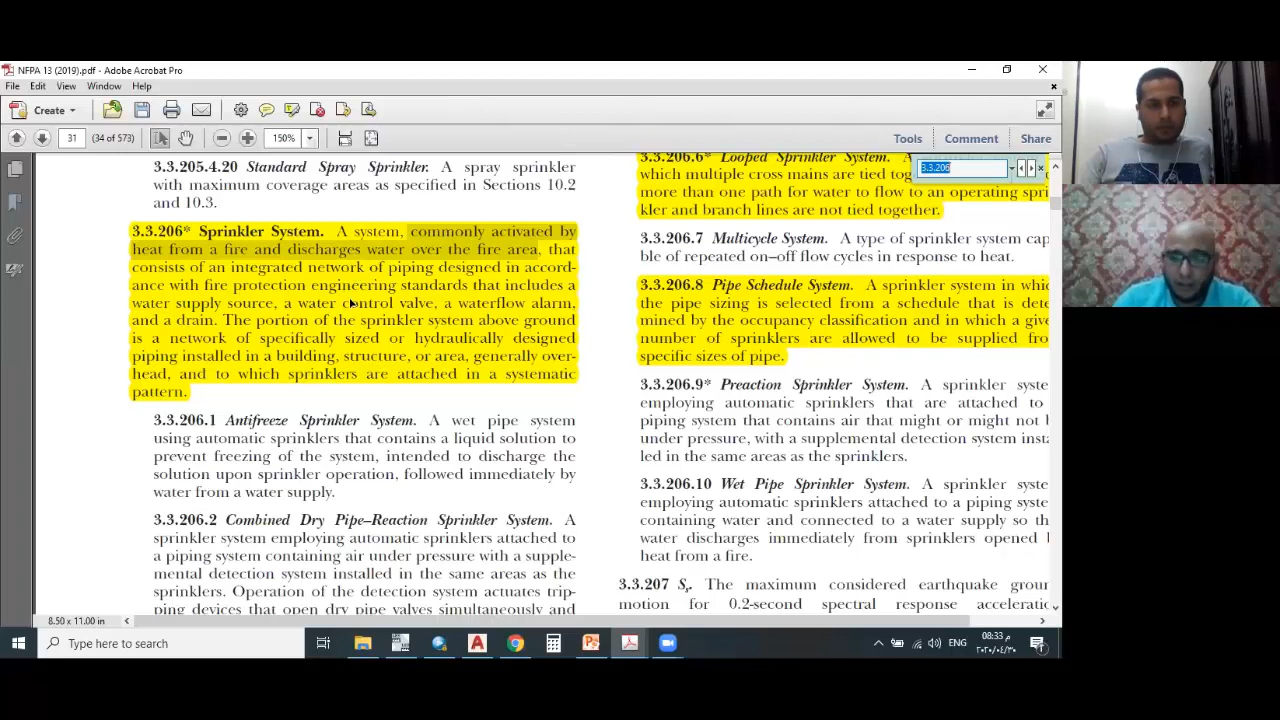 NFPA 13 (2019).pdf - Adobe Acrobat Pro
File Edit View Window Help
Create
31 (34 of 573) 150% Tools Comment Share
3.3.206
3.3.205.4.20 Standard Spray Sprinkler. A spray sprinkler
with maximum coverage areas as specified in Sections 10.2
and 10.3.
3.3.206* Sprinkler System. A system, commonly activated by
heat from a fire and discharges water over the fire area, that
consists of an integrated network of piping designed in accord-
ance with fire protection engineering standards that includes a
water supply source, a water control valve, a waterflow alarm,
and a drain. The portion of the sprinkler system above ground
is a network of specifically sized or hydraulically designed
piping installed in a building, structure, or area, generally over-
head, and to which sprinklers are attached in a systematic
pattern.
3.3.206.1 Antifreeze Sprinkler System. A wet pipe system
using automatic sprinklers that contains a liquid solution to
prevent freezing of the system, intended to discharge the
solution upon sprinkler operation, followed immediately by
water from a water supply.
3.3.206.2 Combined Dry Pipe–Reaction Sprinkler System. A
sprinkler system employing automatic sprinklers attached to
a piping system containing air under pressure with a supple-
mental detection system installed in the same areas as the
sprinklers. Operation of the detection system actuates trip-
ping devices that open dry pipe valves simultaneously and
3.3.206.6* Looped Sprinkler System. A
which multiple cross mains are tied tog
more than one path for water to flow to an operating spri
kler and branch lines are not tied together.
3.3.206.7 Multicycle System. A type of sprinkler system cap
ble of repeated on–off flow cycles in response to heat.
3.3.206.8 Pipe Schedule System. A sprinkler system in whic
the pipe sizing is selected from a schedule that is dete
mined by the occupancy classification and in which a give
number of sprinklers are allowed to be supplied fro
specific sizes of pipe.
3.3.206.9* Preaction Sprinkler System. A sprinkler syste
employing automatic sprinklers that are attached to
piping system that contains air that might or might not b
under pressure, with a supplemental detection system insta
led in the same areas as the sprinklers.
3.3.206.10 Wet Pipe Sprinkler System. A sprinkler syste
employing automatic sprinklers attached to a piping syste
containing water and connected to a water supply so th
water discharges immediately from sprinklers opened b
heat from a fire.
3.3.207 Ss. The maximum considered earthquake groun
motion for 0.2-second spectral response acceleratio
8.50 x 11.00 in
Type here to search
ENG
08:33 م
٢٠٢٠/٠٤/٣٠